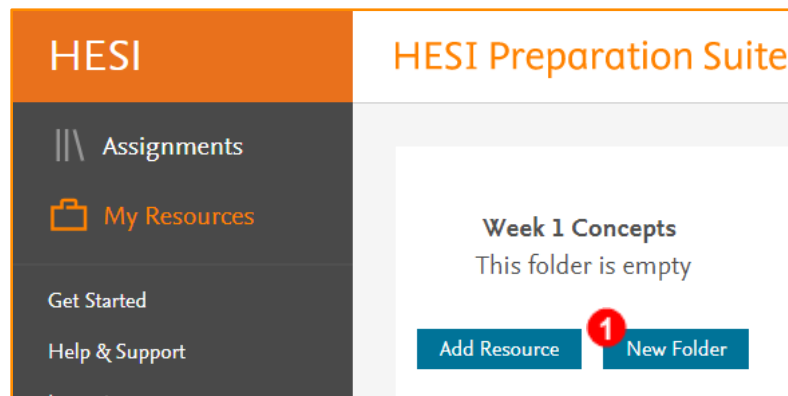 HESI
HESI Preparation Suite
Assignments
My Resources
Get Started
Help & Support
Week 1 Concepts
This folder is empty
Add Resource
1
New Folder